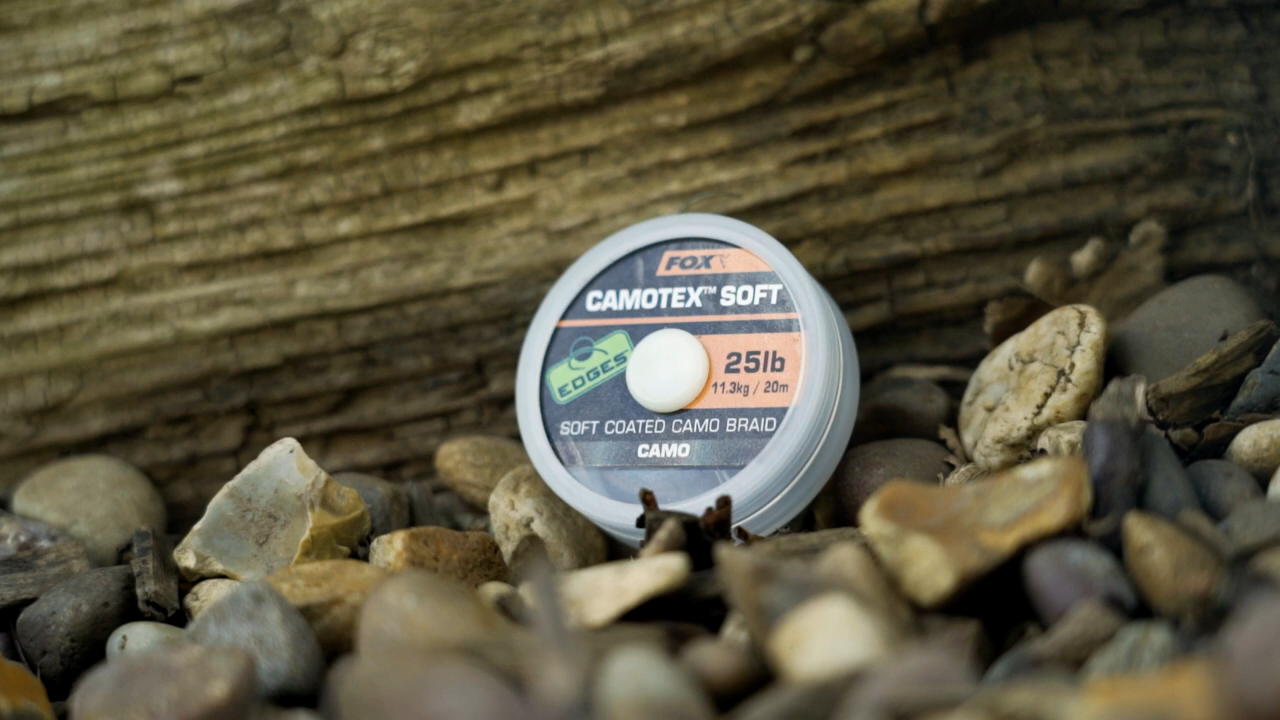 FOX
CAMOTEX™ SOFT
EDGES
25lb
11.3kg / 20m
SOFT COATED CAMO BRAID
CAMO